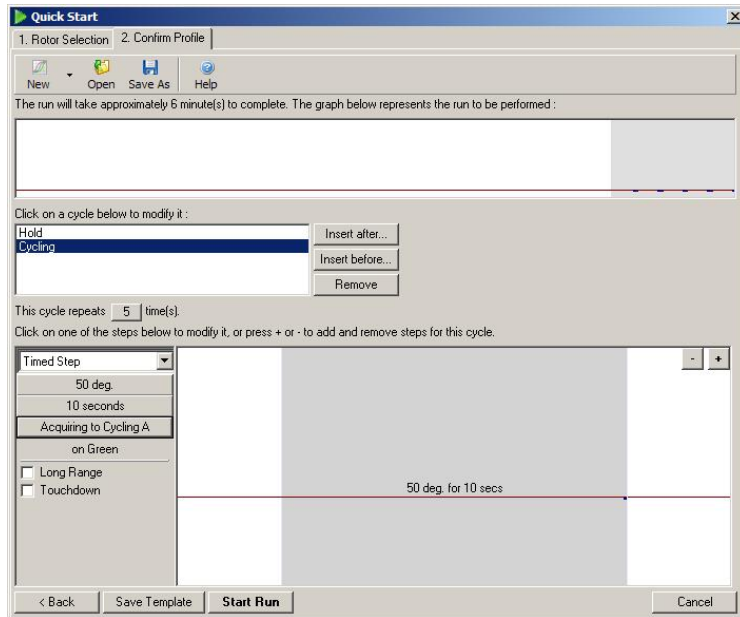 Quick Start
1. Rotor Selection 2. Confirm Profile
New Open Save As Help
The run will take approximately 6 minute(s) to complete. The graph below represents the run to be performed :
Click on a cycle below to modify it :
Hold
Cycling
Insert after...
Insert before...
Remove
This cycle repeats 5 time(s).
Click on one of the steps below to modify it, or press + or - to add and remove steps for this cycle.
Timed Step
- +
50 deg.
10 seconds
Acquiring to Cycling A
on Green
Long Range
Touchdown
50 deg. for 10 secs
< Back Save Template Start Run Cancel